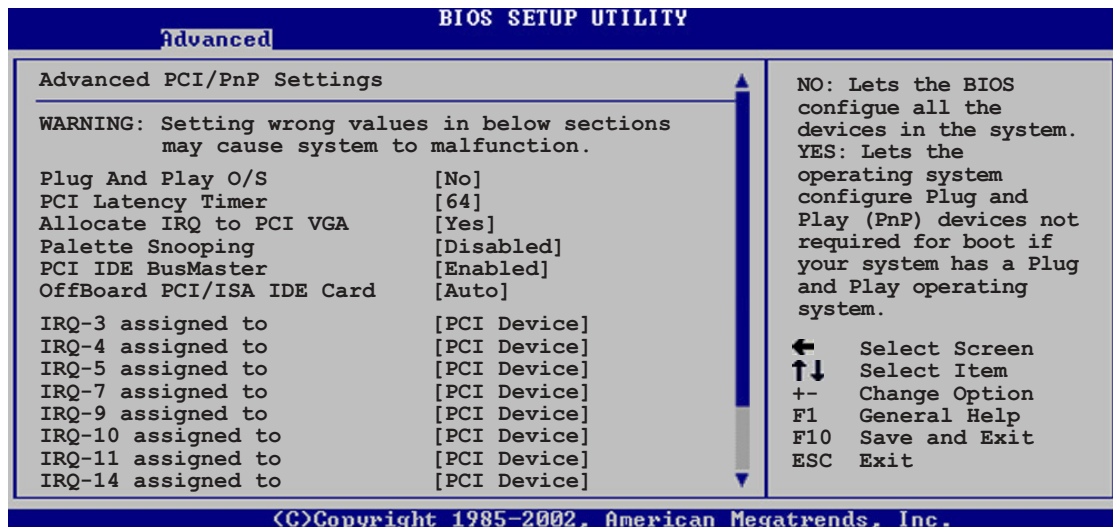 BIOS SETUP UTILITY
Advanced
Advanced PCI/PnP Settings
WARNING: Setting wrong values in below sections
may cause system to malfunction.
Plug And Play O/S [No]
PCI Latency Timer [64]
Allocate IRQ to PCI VGA [Yes]
Palette Snooping [Disabled]
PCI IDE BusMaster [Enabled]
OffBoard PCI/ISA IDE Card [Auto]
IRQ-3 assigned to [PCI Device]
IRQ-4 assigned to [PCI Device]
IRQ-5 assigned to [PCI Device]
IRQ-7 assigned to [PCI Device]
IRQ-9 assigned to [PCI Device]
IRQ-10 assigned to [PCI Device]
IRQ-11 assigned to [PCI Device]
IRQ-14 assigned to [PCI Device]
NO: Lets the BIOS
configue all the
devices in the system.
YES: Lets the
operating system
configure Plug and
Play (PnP) devices not
required for boot if
your system has a Plug
and Play operating
system.
← Select Screen
↑↓ Select Item
+- Change Option
F1 General Help
F10 Save and Exit
ESC Exit
(C)Copyright 1985-2002, American Megatrends, Inc.